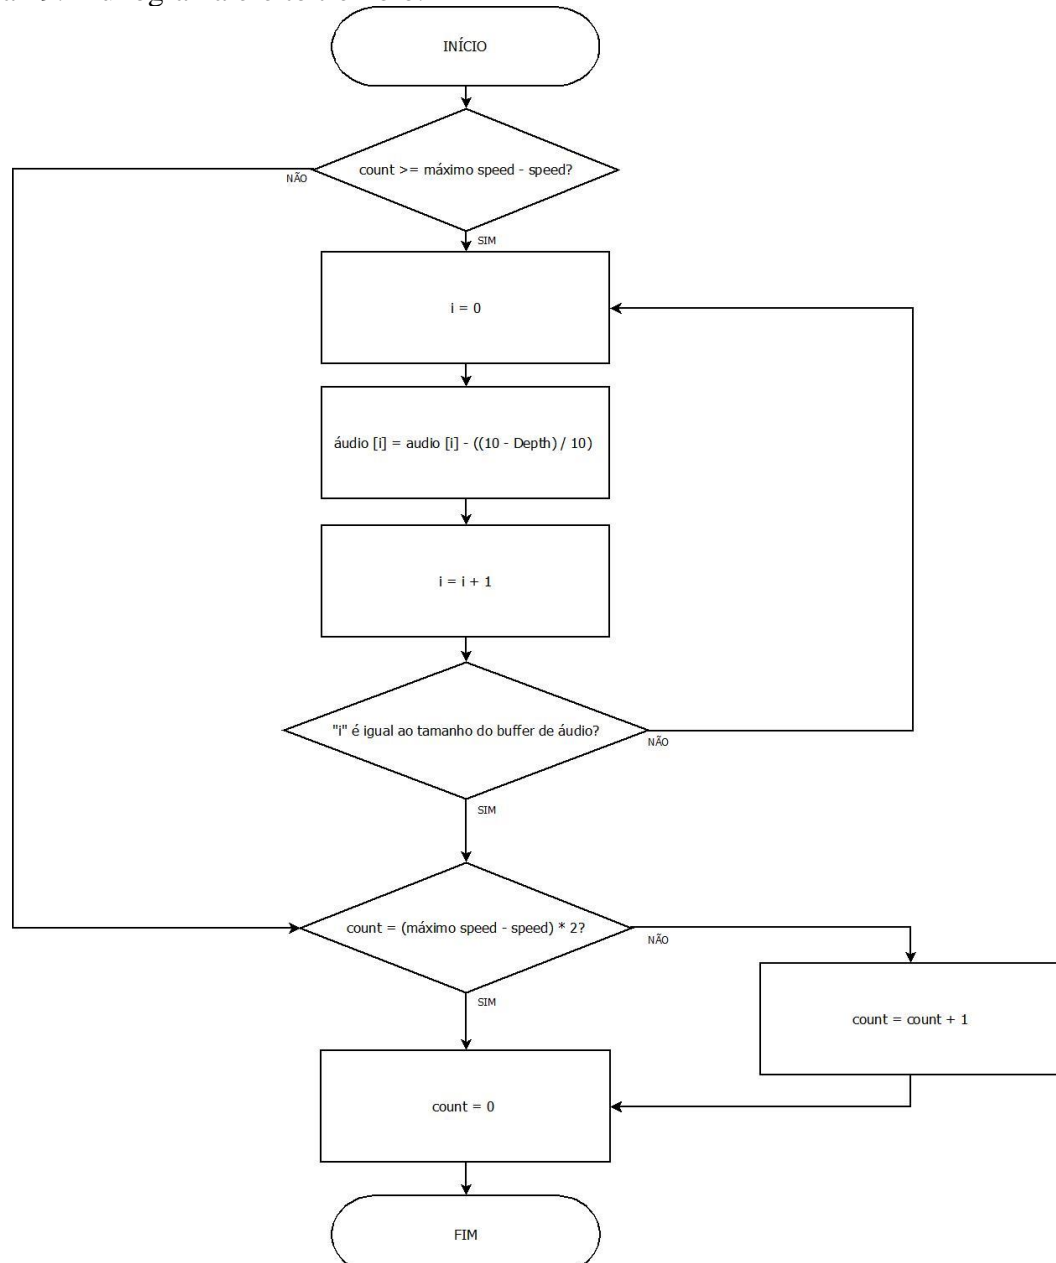 INÍCIO
count >= máximo speed - speed?
NÃO
SIM
i = 0
áudio [i] = audio [i] - ((10 - Depth) / 10)
i = i + 1
"i" é igual ao tamanho do buffer de áudio?
NÃO
SIM
count = (máximo speed - speed) * 2?
NÃO
SIM
count = count + 1
count = 0
FIM